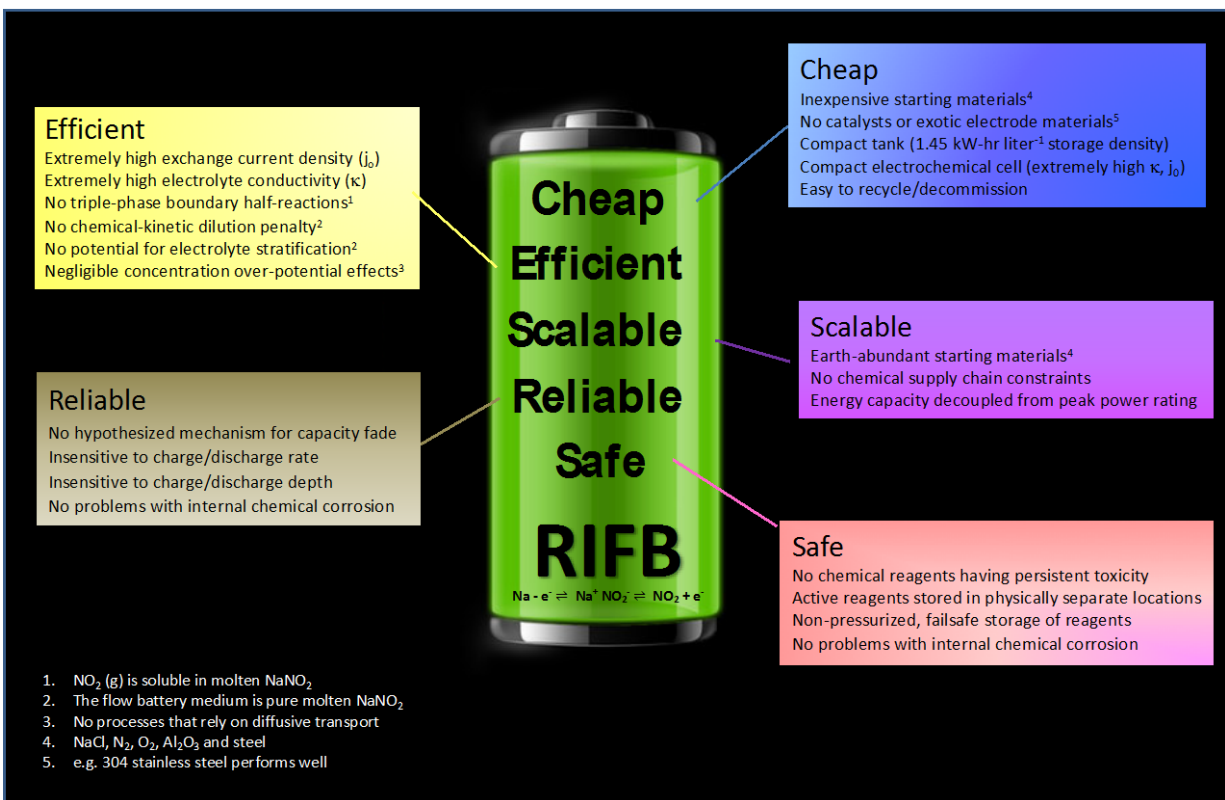 Efficient
Extremely high exchange current density (jₒ)
Extremely high electrolyte conductivity (κ)
No triple-phase boundary half-reactions¹
No chemical-kinetic dilution penalty²
No potential for electrolyte stratification²
Negligible concentration over-potential effects³
Reliable
No hypothesized mechanism for capacity fade
Insensitive to charge/discharge rate
Insensitive to charge/discharge depth
No problems with internal chemical corrosion
Cheap
Efficient
Scalable
Reliable
Safe
RIFB
Na - e⁻ ⇌ Na⁺ NO₂⁻ ⇌ NO₂ + e⁻
Cheap
Inexpensive starting materials⁴
No catalysts or exotic electrode materials⁵
Compact tank (1.45 kW-hr liter⁻¹ storage density)
Compact electrochemical cell (extremely high κ, j₀)
Easy to recycle/decommission
Scalable
Earth-abundant starting materials⁴
No chemical supply chain constraints
Energy capacity decoupled from peak power rating
Safe
No chemical reagents having persistent toxicity
Active reagents stored in physically separate locations
Non-pressurized, failsafe storage of reagents
No problems with internal chemical corrosion
1. NO₂ (g) is soluble in molten NaNO₂
2. The flow battery medium is pure molten NaNO₂
3. No processes that rely on diffusive transport
4. NaCl, N₂, O₂, Al₂O₃ and steel
5. e.g. 304 stainless steel performs well